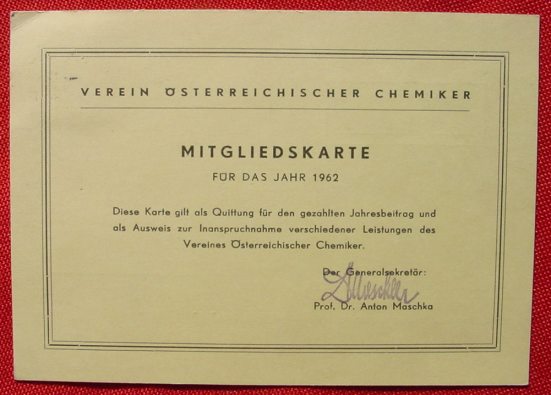 VEREIN ÖSTERREICHISCHER CHEMIKER
MITGLIEDSKARTE
FÜR DAS JAHR 1962
Diese Karte gilt als Quittung für den gezahlten Jahresbeitrag und
als Ausweis zur Inanspruchnahme verschiedener Leistungen des
Vereines Österreichischer Chemiker.
Der Generalsekretär:
Prof. Dr. Anton Maschka